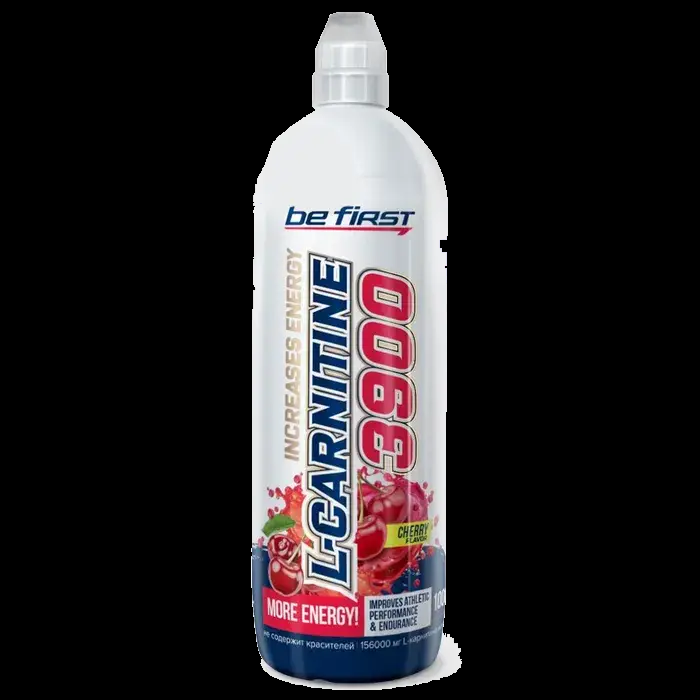 be first
INCREASES ENERGY
L-CARNITINE
3900
CHERRY
FLAVOUR
MORE ENERGY!
IMPROVES ATHLETIC
PERFORMANCE
& ENDURANCE
не содержит красителей | 156000 мг L-карнитина